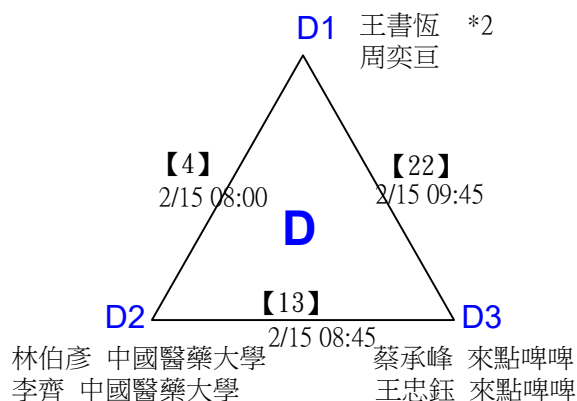 D1 王書恆 *2
周奕亘
【4】
2/15 08:00
【22】
2/15 09:45
D
【13】
2/15 08:45
D2
D3
林伯彥 中國醫藥大學
李齊 中國醫藥大學
蔡承峰 來點啤啤
王忠鈺 來點啤啤